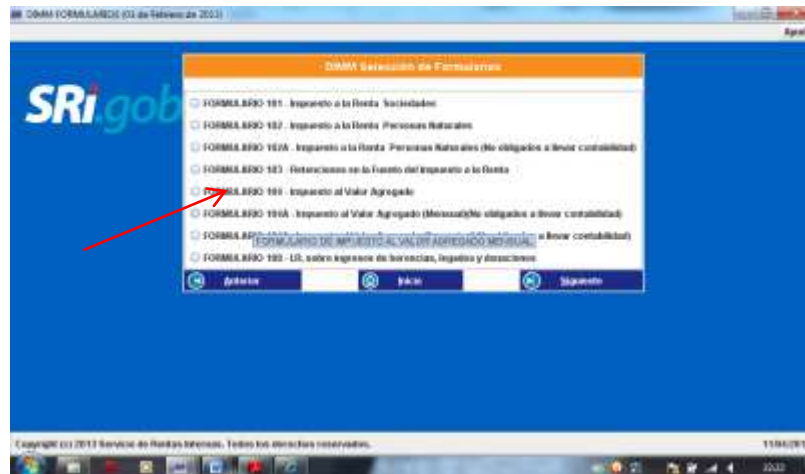 DIMM FORMULARIOS (03 de Febrero de 2013)
DIMM Selección de Formularios
SRi.gob
FORMULARIO 101 - Impuesto a la Renta Sociedades
FORMULARIO 102 - Impuesto a la Renta Personas Naturales
FORMULARIO 102A - Impuesto a la Renta Personas Naturales (No obligados a llevar contabilidad)
FORMULARIO 103 - Retenciones en la Fuente del Impuesto a la Renta
FORMULARIO 104 - Impuesto al Valor Agregado
FORMULARIO 104A - Impuesto al Valor Agregado (Mensual)(No obligados a llevar contabilidad)
a llevar contabilidad)
FORMULARIO DE IMPUESTO AL VALOR AGREGADO MENSUAL
FORMULARIO 108 - I.R. sobre ingresos de herencias, legados y donaciones
Anterior
Inicio
Siguiente
Copyright (c) 2013 Servicio de Rentas Internas. Todos los derechos reservados.
22:22